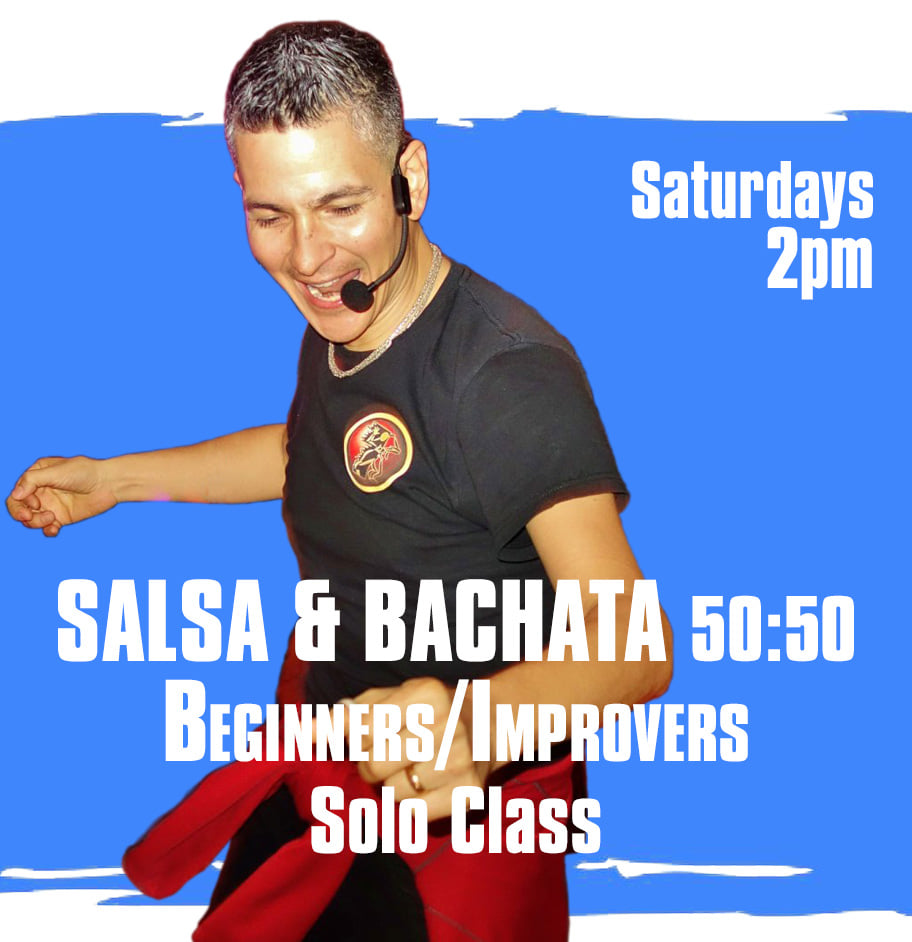 Saturdays
2pm
SALSA & BACHATA 50:50
BEGINNERS/IMPROVERS
Solo Class